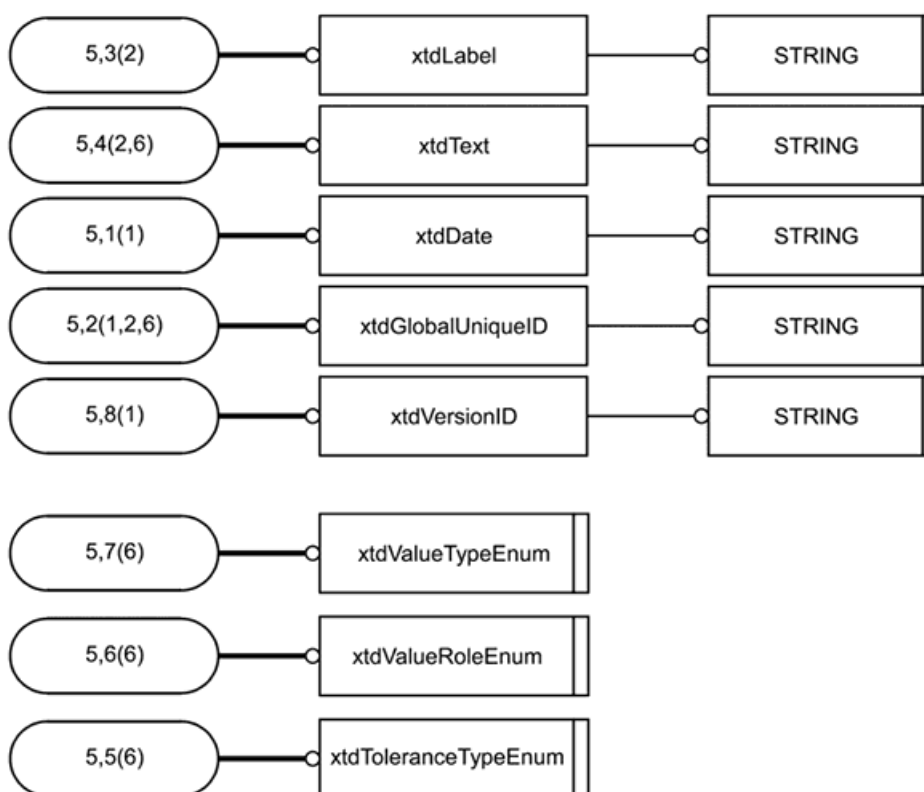 5,3(2) xtdLabel STRING
5,4(2,6) xtdText STRING
5,1(1) xtdDate STRING
5,2(1,2,6) xtdGlobalUniqueID STRING
5,8(1) xtdVersionID STRING
5,7(6) xtdValueTypeEnum
5,6(6) xtdValueRoleEnum
5,5(6) xtdToleranceTypeEnum